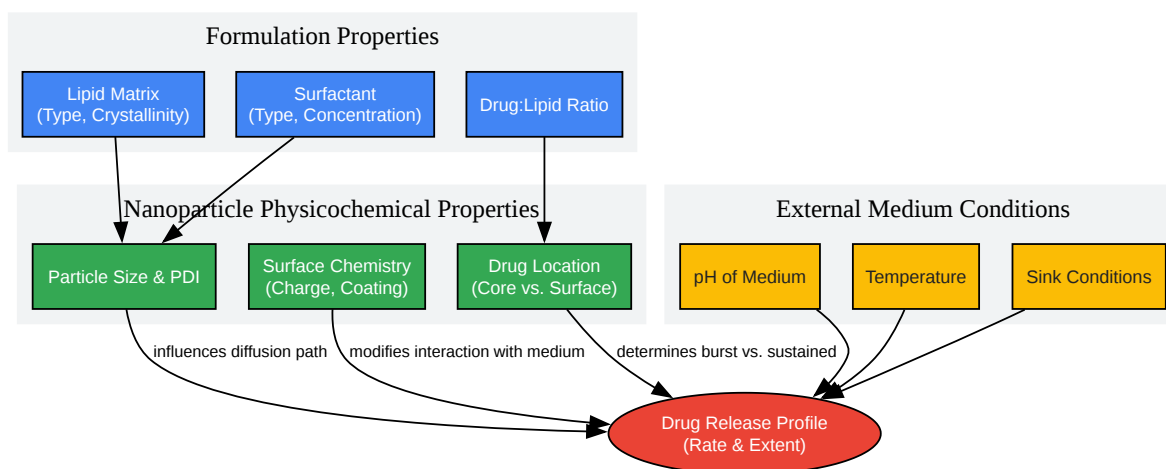 Formulation Properties
Lipid Matrix
(Type, Crystallinity)
Surfactant
(Type, Concentration)
Drug:Lipid Ratio
Nanoparticle Physicochemical Properties
External Medium Conditions
Particle Size & PDI
Surface Chemistry
(Charge, Coating)
Drug Location
(Core vs. Surface)
pH of Medium
Temperature
Sink Conditions
influences diffusion path
modifies interaction with medium
determines burst vs. sustained
Drug Release Profile
(Rate & Extent)